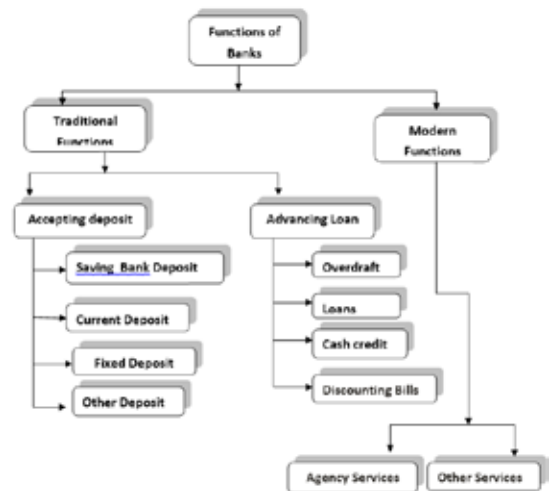 Functions of
Banks
Traditional
Functions
Modern
Functions
Accepting deposit
Advancing Loan
Saving Bank Deposit
Current Deposit
Fixed Deposit
Other Deposit
Overdraft
Loans
Cash credit
Discounting Bills
Agency Services
Other Services